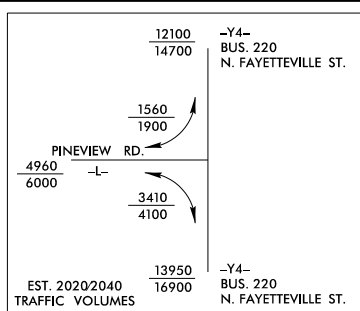 12100
14700
-Y4-
BUS. 220
N. FAYETTEVILLE ST.
1560
1900
PINEVIEW RD.
4960
6000
-L-
3410
4100
13950
16900
-Y4-
BUS. 220
N. FAYETTEVILLE ST.
EST. 2020/2040
TRAFFIC VOLUMES